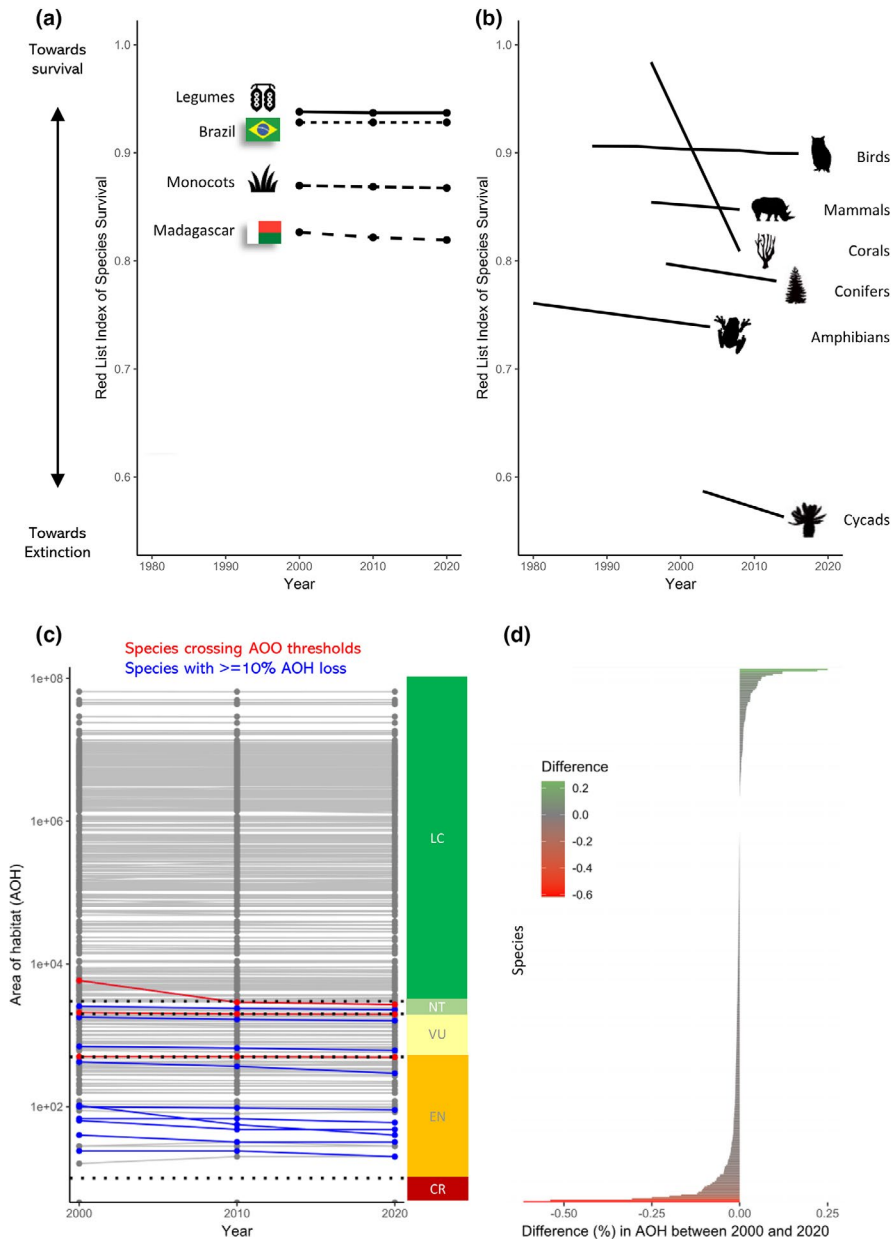 (a)
Towards
survival
Towards
Extinction
Red List Index of Species Survival
1.0
0.9
0.8
0.7
0.6
Legumes
Brazil
Monocots
Madagascar
1980
1990
2000
2010
2020
Year
(b)
Red List Index of Species Survival
1.0
0.9
0.8
0.7
0.6
Birds
Mammals
Corals
Conifers
Amphibians
Cycads
1980
1990
2000
2010
2020
Year
(c)
Species crossing AOO thresholds
Species with >=10% AOH loss
Area of habitat (AOH)
1e+08
1e+06
1e+04
1e+02
LC
NT
VU
EN
CR
2000
2010
2020
Year
(d)
Difference
0.2
0.0
-0.2
-0.4
-0.6
Species
-0.50
-0.25
0.00
0.25
Difference (%) in AOH between 2000 and 2020